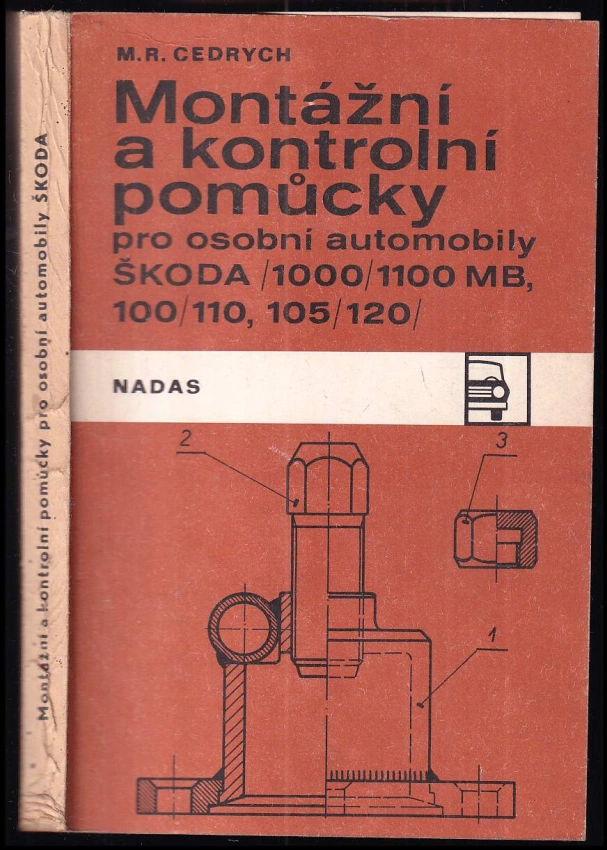 M.R. CEDRYCH
Montážní
a kontrolní
pomůcky
pro osobní automobily
ŠKODA /1000/1100 MB,
100/110, 105/120/
NADAS
2
3
1
Montážní a kontrolní pomůcky pro osobní automobily ŠKODA